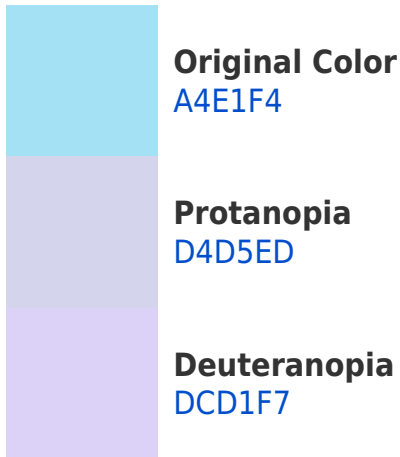 Original Color
A4E1F4
Protanopia
D4D5ED
Deuteranopia
DCD1F7